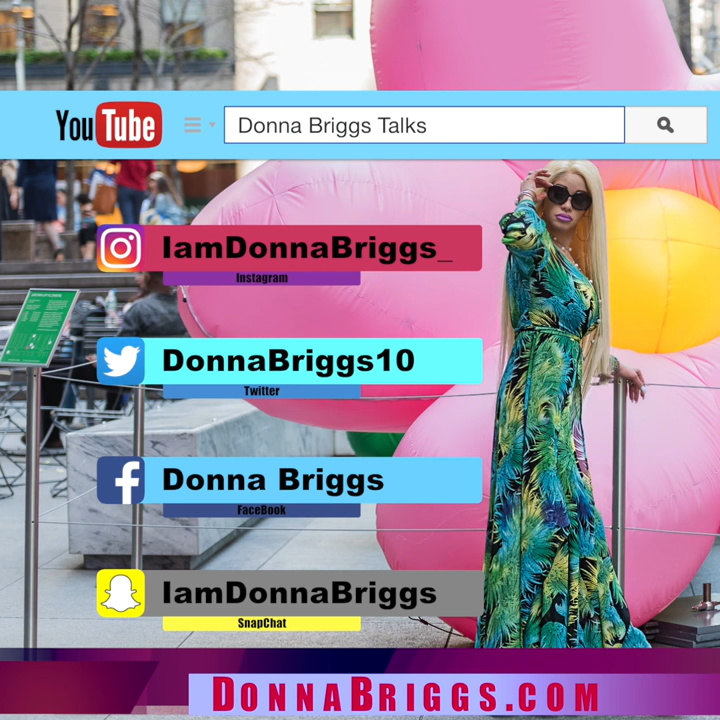 YouTube
Donna Briggs Talks
IamDonnaBriggs_
Instagram
DonnaBriggs10
Twitter
Donna Briggs
FaceBook
IamDonnaBriggs
SnapChat
DonnaBriggs.com